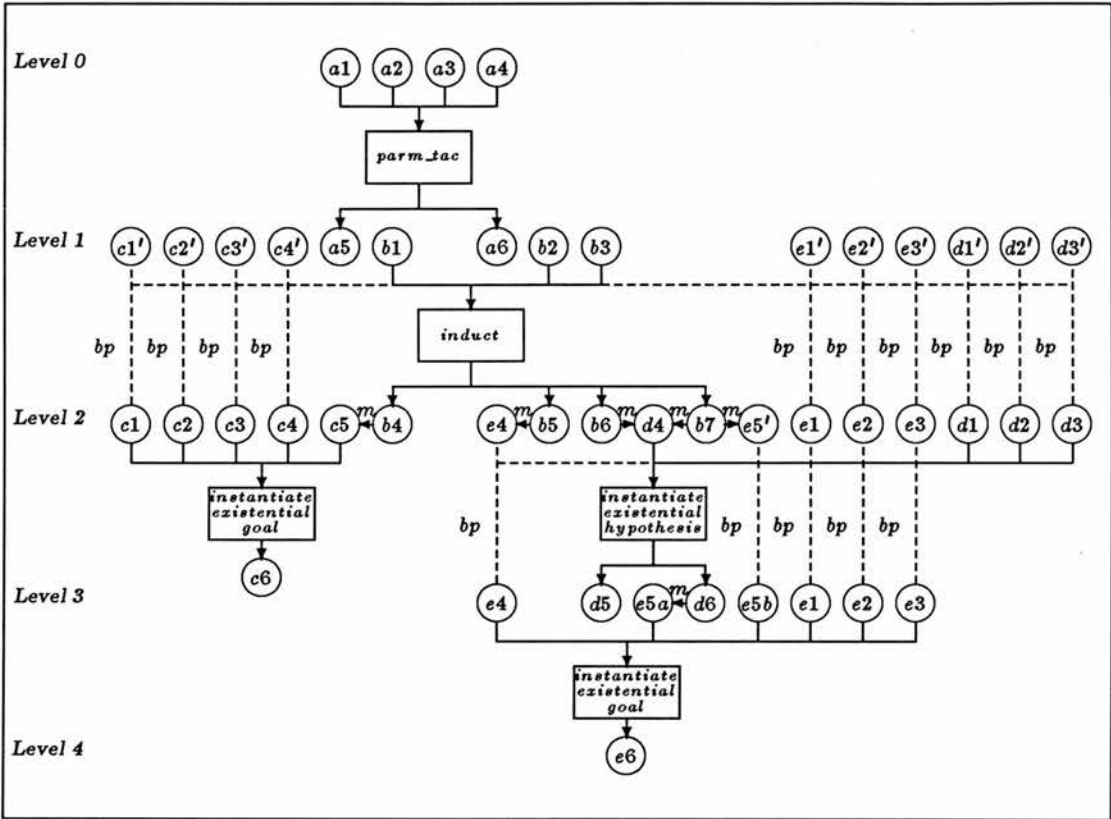 Level 0
a1 a2 a3 a4
parm_tac
Level 1
c1' c2' c3' c4' a5 b1 a6 b2 b3 e1' e2' e3' d1' d2' d3'
induct
bp bp bp bp bp bp bp bp bp bp
Level 2
c1 c2 c3 c4 c5 m b4 e4 m b5 b6 m d4 m b7 m e5' e1 e2 e3 d1 d2 d3
instantiate
existential
goal
instantiate
existential
hypothesis
bp bp bp bp bp
c6
Level 3
e4 d5 e5a m d6 e5b e1 e2 e3
instantiate
existential
goal
Level 4
e6